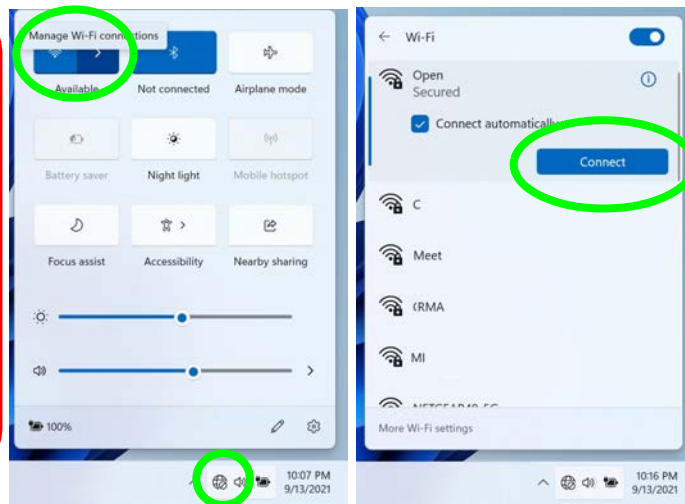 Manage Wi-Fi connections
Available
Not connected
Airplane mode
Battery saver
Night light
Mobile hotspot
Focus assist
Accessibility
Nearby sharing
100%
10:07 PM
9/13/2021
Wi-Fi
Open
Secured
Connect automatically
Connect
C
Meet
(RMA
MI
More Wi-Fi settings
10:16 PM
9/13/2021